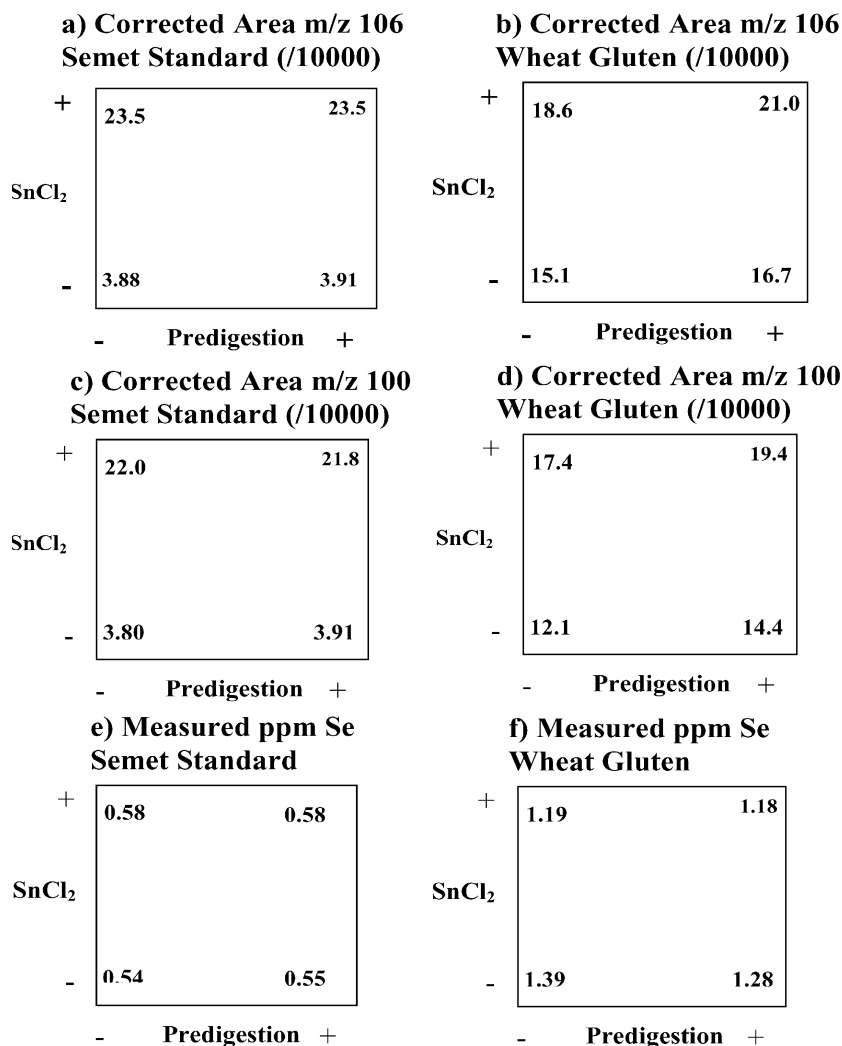 a) Corrected Area m/z 106
Semet Standard (/10000)
+
23.5 23.5
SnCl₂
-
3.88 3.91
- Predigestion +
b) Corrected Area m/z 106
Wheat Gluten (/10000)
+
18.6 21.0
SnCl₂
-
15.1 16.7
- Predigestion +
c) Corrected Area m/z 100
Semet Standard (/10000)
+
22.0 21.8
SnCl₂
-
3.80 3.91
- Predigestion +
d) Corrected Area m/z 100
Wheat Gluten (/10000)
+
17.4 19.4
SnCl₂
-
12.1 14.4
- Predigestion +
e) Measured ppm Se
Semet Standard
+
0.58 0.58
SnCl₂
-
0.54 0.55
- Predigestion +
f) Measured ppm Se
Wheat Gluten
+
1.19 1.18
SnCl₂
-
1.39 1.28
- Predigestion +